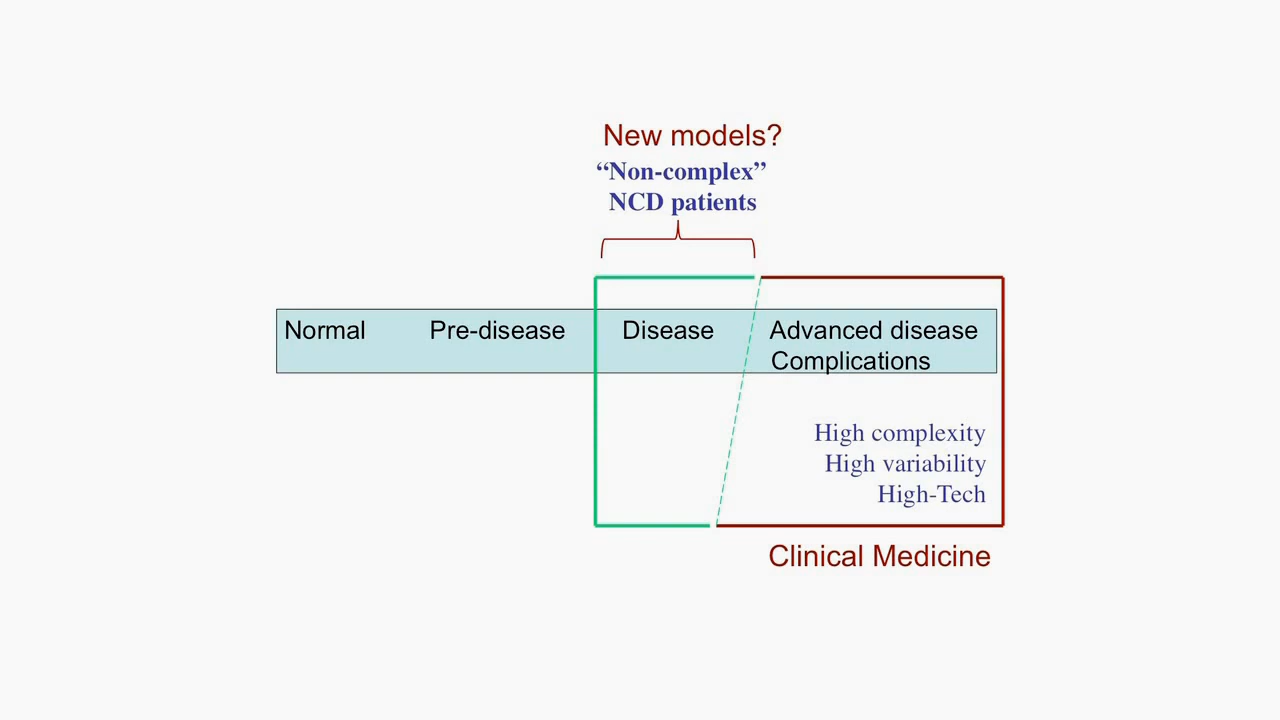 New models?
“Non-complex”
NCD patients
Normal Pre-disease Disease Advanced disease
Complications
High complexity
High variability
High-Tech
Clinical Medicine